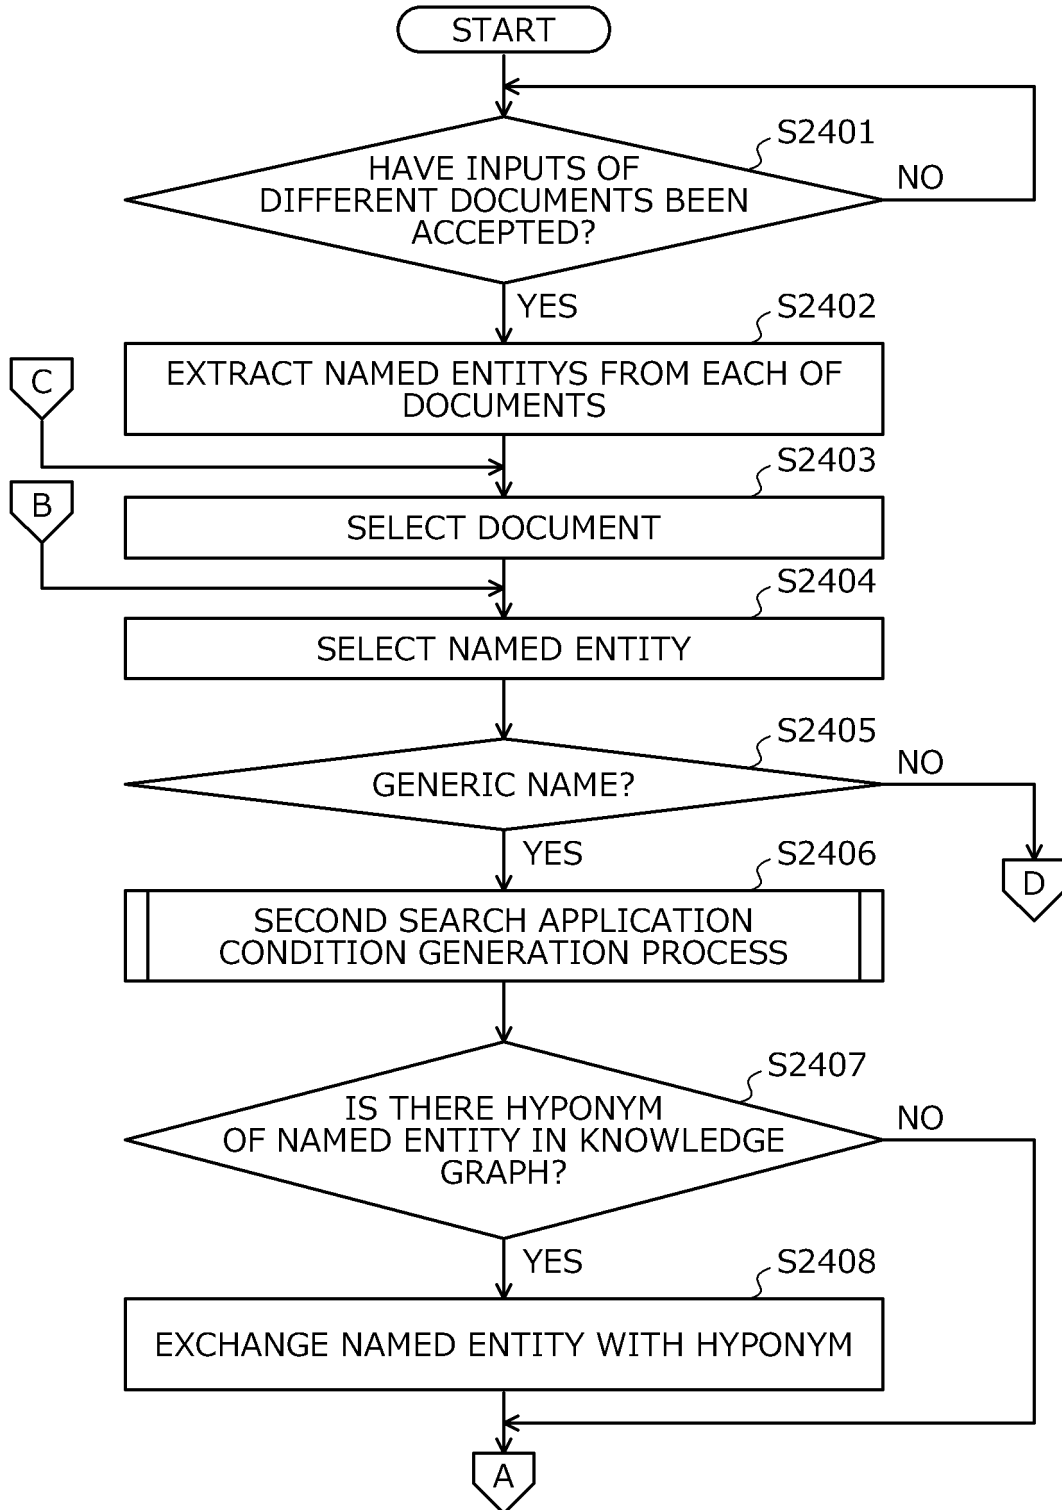 START
S2401
HAVE INPUTS OF
DIFFERENT DOCUMENTS BEEN
ACCEPTED?
NO
YES
S2402
C
EXTRACT NAMED ENTITYS FROM EACH OF
DOCUMENTS
S2403
B
SELECT DOCUMENT
S2404
SELECT NAMED ENTITY
S2405
GENERIC NAME?
NO
YES
S2406
D
SECOND SEARCH APPLICATION
CONDITION GENERATION PROCESS
S2407
IS THERE HYPONYM
OF NAMED ENTITY IN KNOWLEDGE
GRAPH?
NO
YES
S2408
EXCHANGE NAMED ENTITY WITH HYPONYM
A